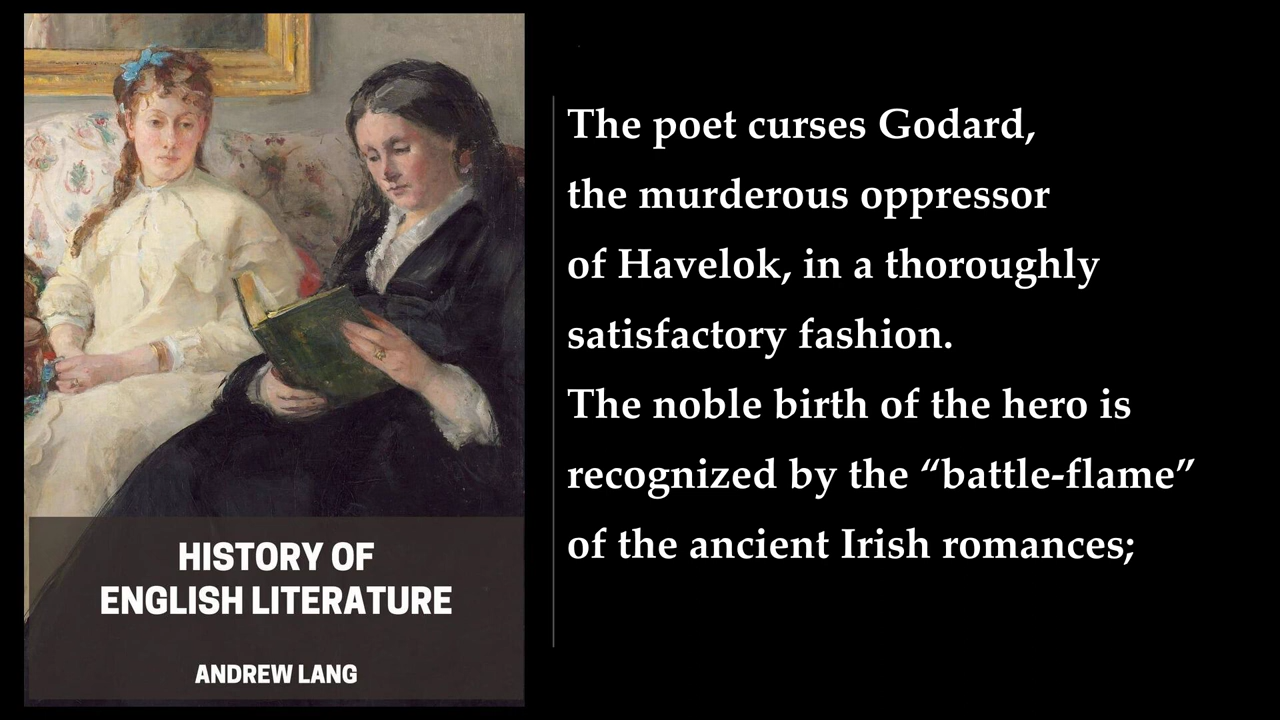 HISTORY OF
ENGLISH LITERATURE
ANDREW LANG
The poet curses Godard,
the murderous oppressor
of Havelok, in a thoroughly
satisfactory fashion.
The noble birth of the hero is
recognized by the “battle-flame”
of the ancient Irish romances;